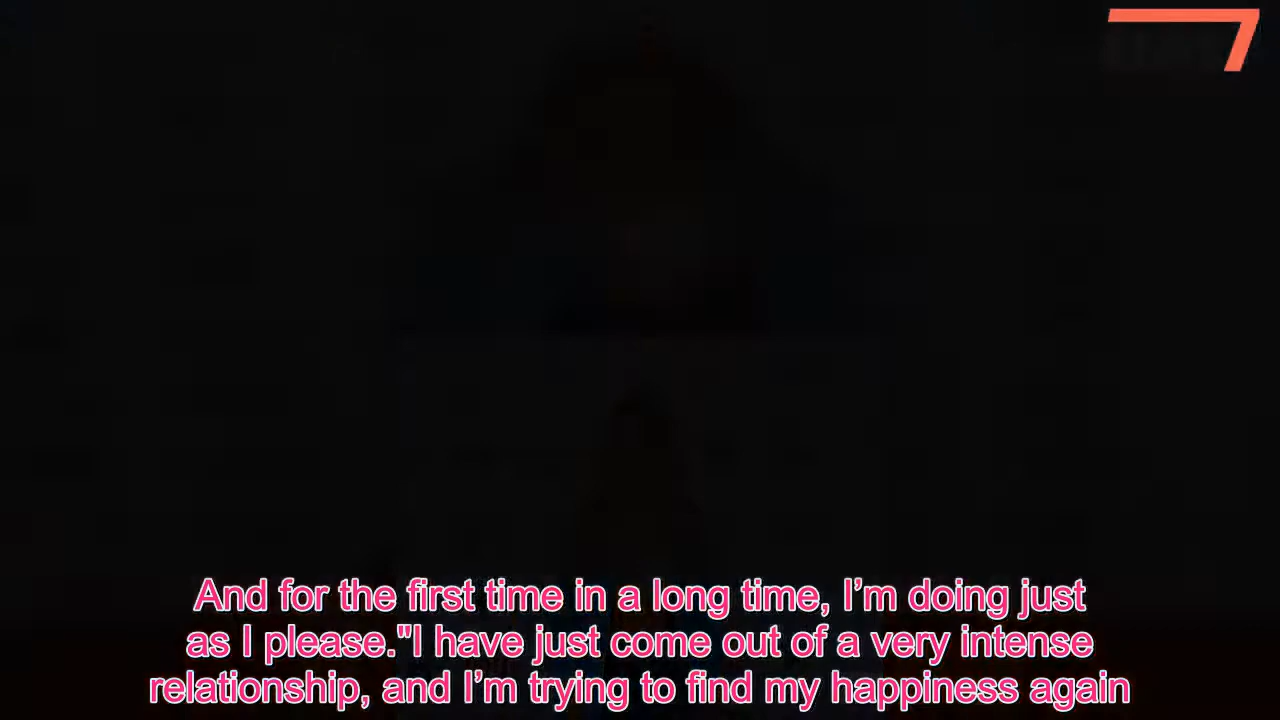 And for the first time in a long time, I’m doing just
as I please."I have just come out of a very intense
relationship, and I’m trying to find my happiness again